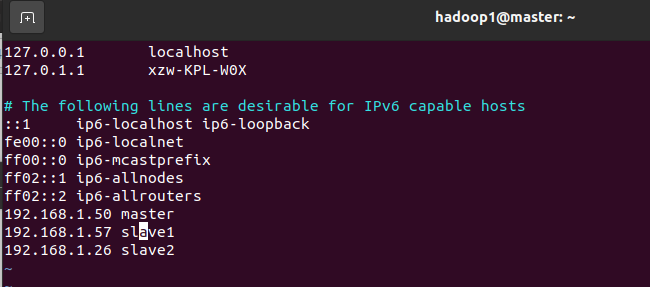 hadoop1@master: ~
127.0.0.1 localhost
127.0.1.1 xzw-KPL-W0X
# The following lines are desirable for IPv6 capable hosts
::1 ip6-localhost ip6-loopback
fe00::0 ip6-localnet
ff00::0 ip6-mcastprefix
ff02::1 ip6-allnodes
ff02::2 ip6-allrouters
192.168.1.50 master
192.168.1.57 slave1
192.168.1.26 slave2
~
~